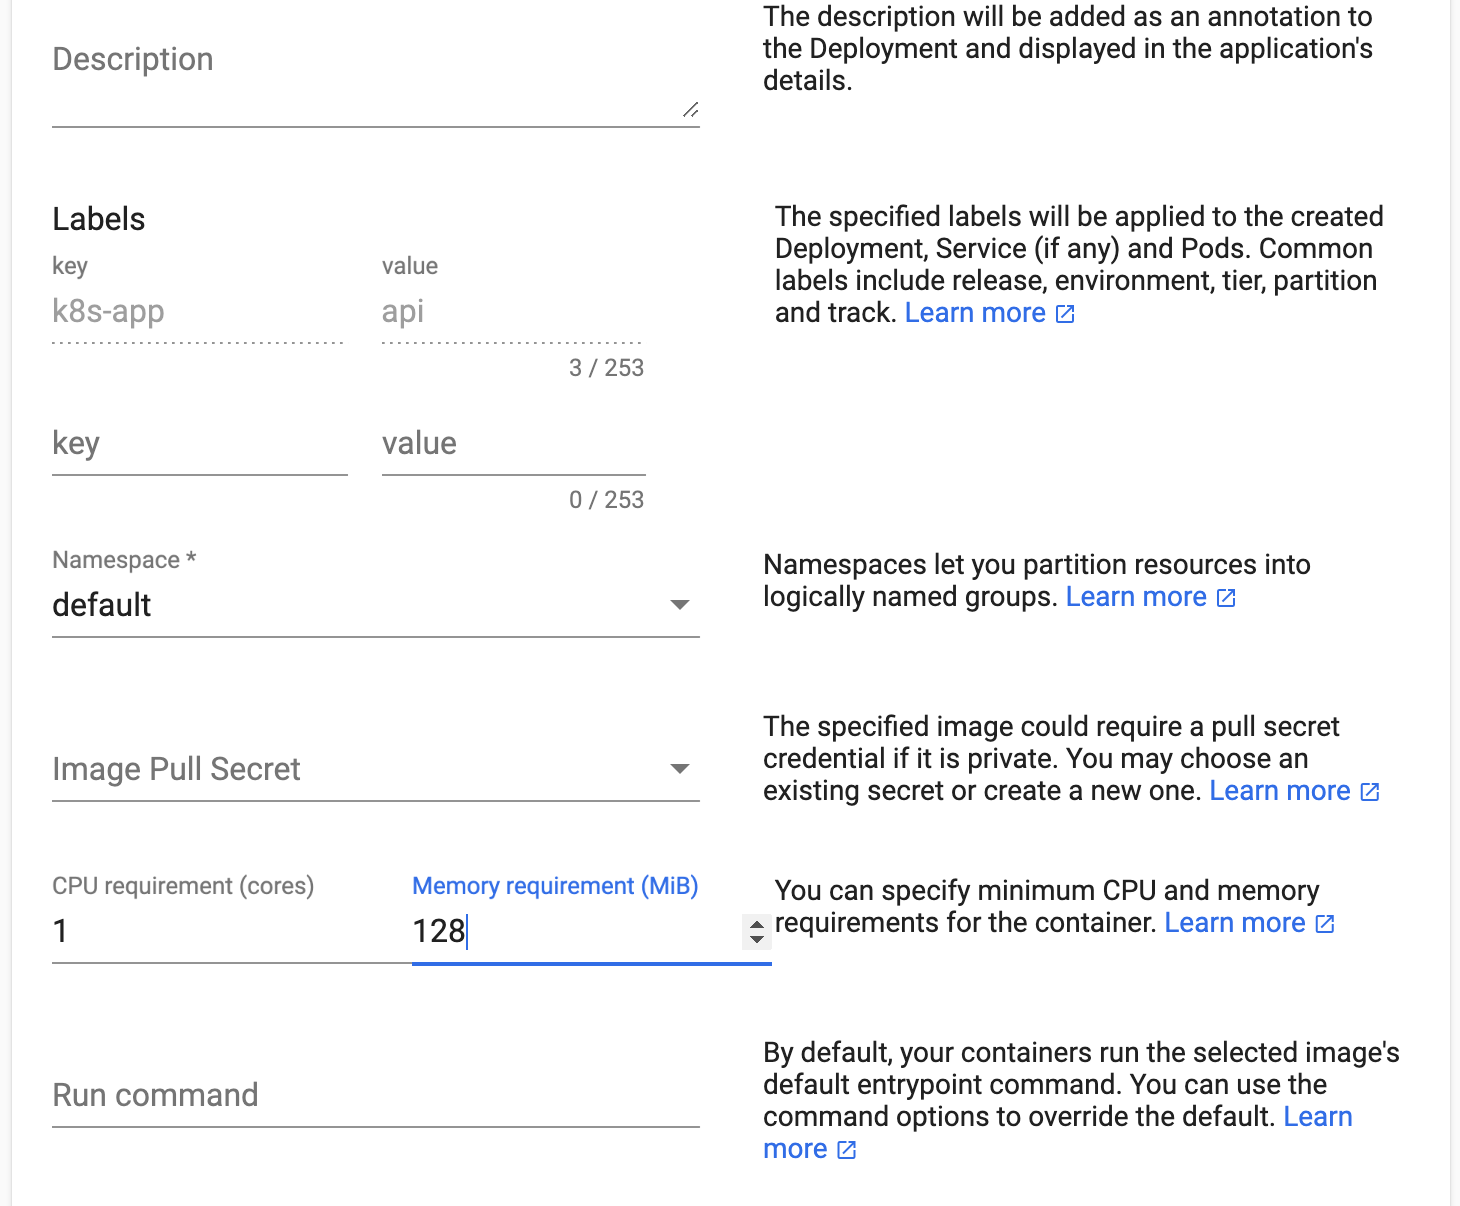 Description
The description will be added as an annotation to
the Deployment and displayed in the application's
details.
Labels
key
value
k8s-app
api
3 / 253
The specified labels will be applied to the created
Deployment, Service (if any) and Pods. Common
labels include release, environment, tier, partition
and track. Learn more
key
value
0 / 253
Namespace *
default
Namespaces let you partition resources into
logically named groups. Learn more
Image Pull Secret
The specified image could require a pull secret
credential if it is private. You may choose an
existing secret or create a new one. Learn more
CPU requirement (cores)
1
Memory requirement (MiB)
128
You can specify minimum CPU and memory
requirements for the container. Learn more
Run command
By default, your containers run the selected image's
default entrypoint command. You can use the
command options to override the default. Learn
more